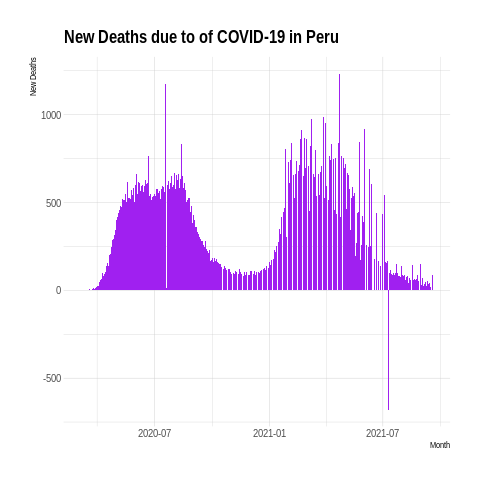 New Deaths due to of COVID-19 in Peru
New Deaths
1000
500
0
-500
2020-07
2021-01
2021-07
Month